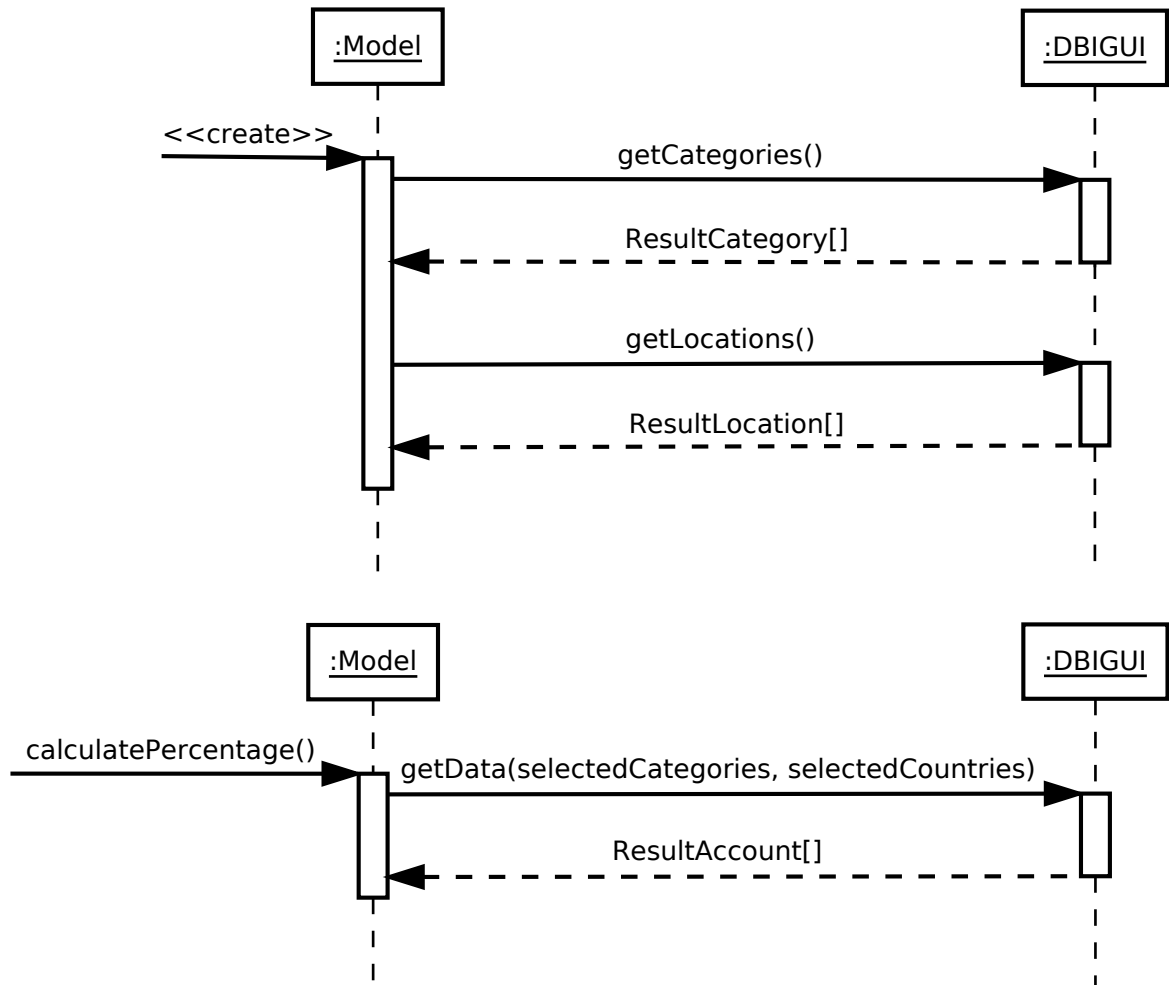 :Model
:DBIGUI
<<create>>
getCategories()
ResultCategory[]
getLocations()
ResultLocation[]
:Model
:DBIGUI
calculatePercentage()
getData(selectedCategories, selectedCountries)
ResultAccount[]